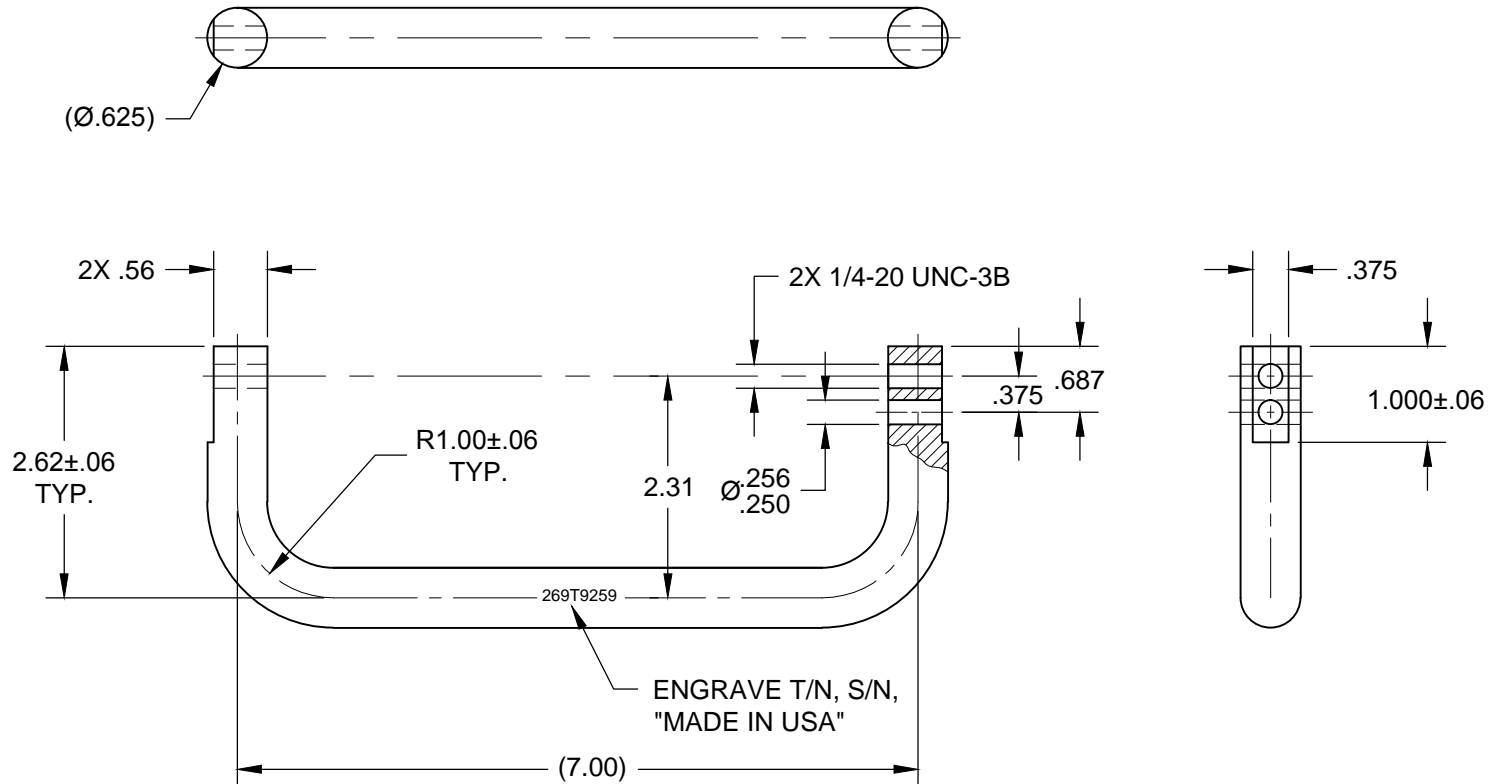 (Ø.625)
2X .56
2X 1/4-20 UNC-3B
.375
.687
.375
1.000±.06
R1.00±.06
TYP.
2.62±.06
TYP.
2.31
Ø.256
.250
269T9259
ENGRAVE T/N, S/N,
"MADE IN USA"
(7.00)